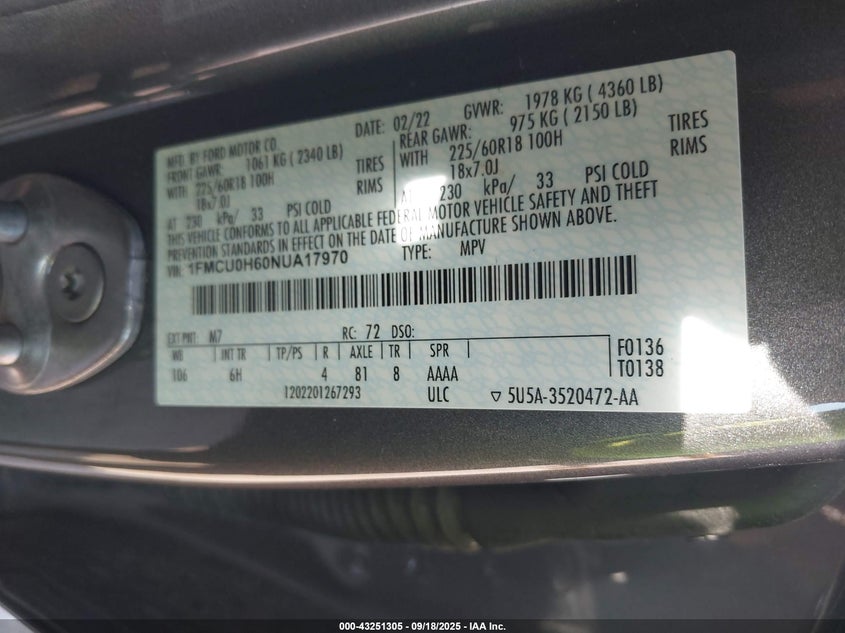 MFD. BY FORD MOTOR CO. DATE: 02/22 GVWR: 1978 KG ( 4360 LB)
FRONT GAWR: 1061 KG ( 2340 LB) REAR GAWR: 975 KG ( 2150 LB)
WITH 225/60R18 100H TIRES WITH 225/60R18 100H TIRES
18x7.0J RIMS 18x7.0J RIMS
AT 230 kPa/ 33 PSI COLD AT 230 kPa/ 33 PSI COLD
THIS VEHICLE CONFORMS TO ALL APPLICABLE FEDERAL MOTOR VEHICLE SAFETY AND THEFT
PREVENTION STANDARDS IN EFFECT ON THE DATE OF MANUFACTURE SHOWN ABOVE.
VIN: 1FMCU0H60NUA17970 TYPE: MPV
EXT PNT: M7 RC: 72 DSO:
WB INT TR TP/PS R AXLE TR SPR F0136
106 6H 4 81 8 AAAA T0138
1202201267293 ULC ▽ 5U5A-3520472-AA
000-43251305 - 09/18/2025 - IAA Inc.